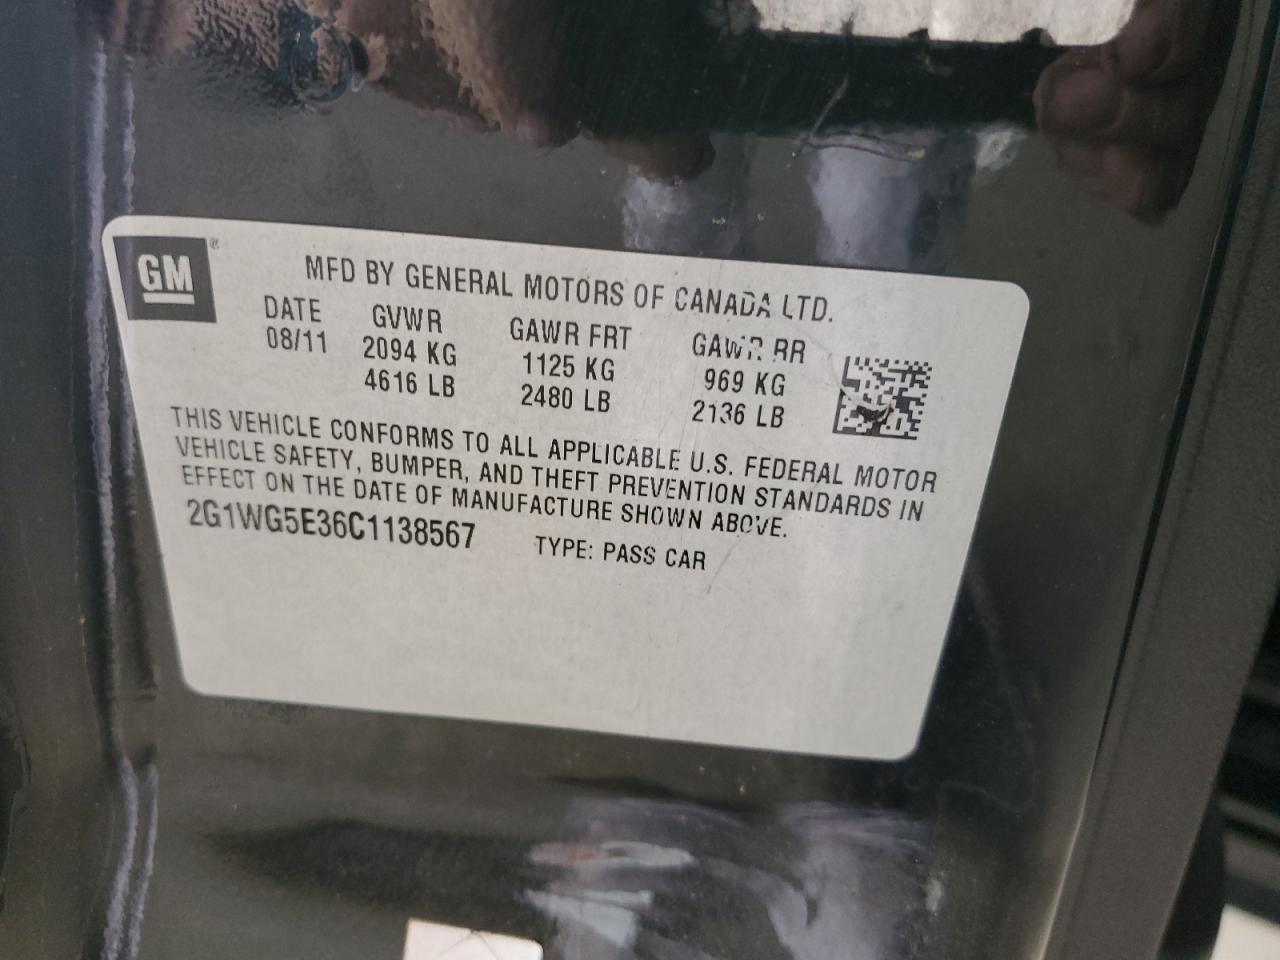 GM®
MFD BY GENERAL MOTORS OF CANADA LTD.
DATE GVWR GAWR FRT GAWR RR
08/11 2094 KG 1125 KG 969 KG
4616 LB 2480 LB 2136 LB
THIS VEHICLE CONFORMS TO ALL APPLICABLE U.S. FEDERAL MOTOR
VEHICLE SAFETY, BUMPER, AND THEFT PREVENTION STANDARDS IN
EFFECT ON THE DATE OF MANUFACTURE SHOWN ABOVE.
2G1WG5E36C1138567 TYPE: PASS CAR